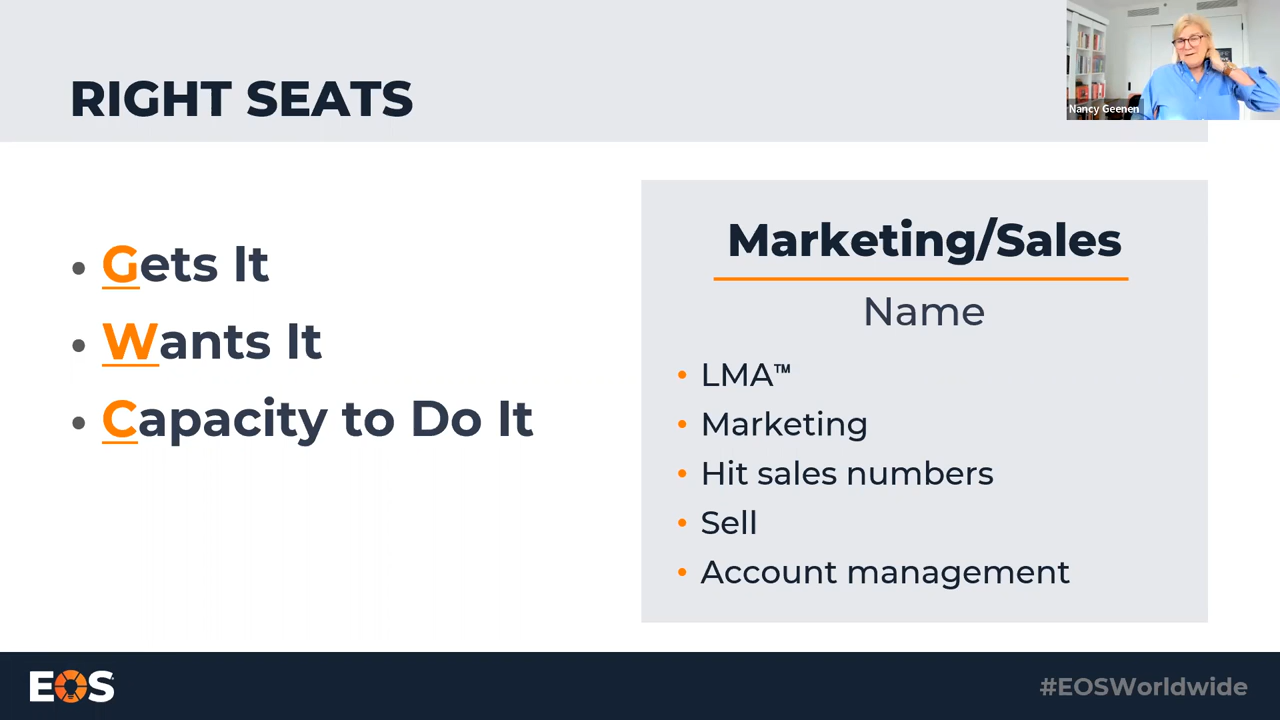 RIGHT SEATS
Nancy Geenen
• Gets It
• Wants It
• Capacity to Do It
Marketing/Sales
Name
• LMA™
• Marketing
• Hit sales numbers
• Sell
• Account management
EOS
#EOSWorldwide